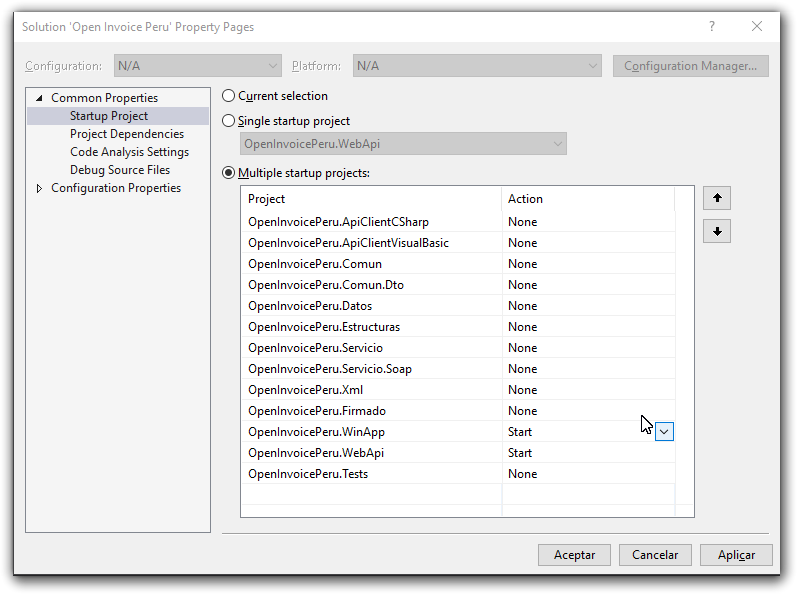 Solution 'Open Invoice Peru' Property Pages ?
Configuration: N/A Platform: N/A Configuration Manager...
Common Properties
Startup Project
Project Dependencies
Code Analysis Settings
Debug Source Files
Configuration Properties
Current selection
Single startup project
OpenInvoicePeru.WebApi
Multiple startup projects:
Project Action
OpenInvoicePeru.ApiClientCSharp None
OpenInvoicePeru.ApiClientVisualBasic None
OpenInvoicePeru.Comun None
OpenInvoicePeru.Comun.Dto None
OpenInvoicePeru.Datos None
OpenInvoicePeru.Estructuras None
OpenInvoicePeru.Servicio None
OpenInvoicePeru.Servicio.Soap None
OpenInvoicePeru.Xml None
OpenInvoicePeru.Firmado None
OpenInvoicePeru.WinApp Start
OpenInvoicePeru.WebApi Start
OpenInvoicePeru.Tests None
Aceptar Cancelar Aplicar